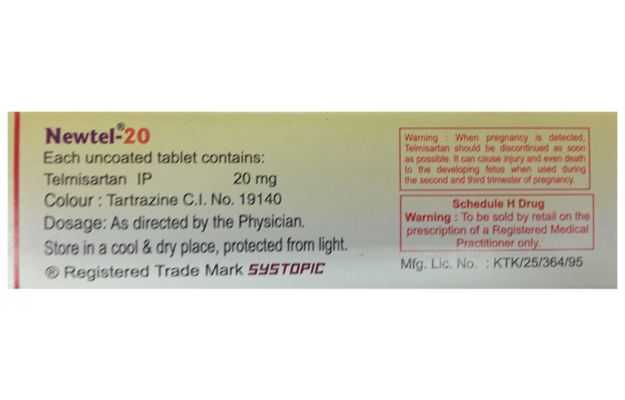 Newtel-®20
Each uncoated tablet contains:
Telmisartan IP 20 mg
Colour : Tartrazine C.I. No. 19140
Dosage: As directed by the Physician.
Store in a cool & dry place, protected from light.
® Registered Trade Mark SYSTOPIC
Warning : When pregnancy is detected,
Telmisartan should be discontinued as soon
as possible. It can cause injury and even death
to the developing fetus when used during
the second and third trimester of pregnancy.
Schedule H Drug
Warning : To be sold by retail on the
prescription of a Registered Medical
Practitioner only.
Mfg. Lic. No. : KTK/25/364/95